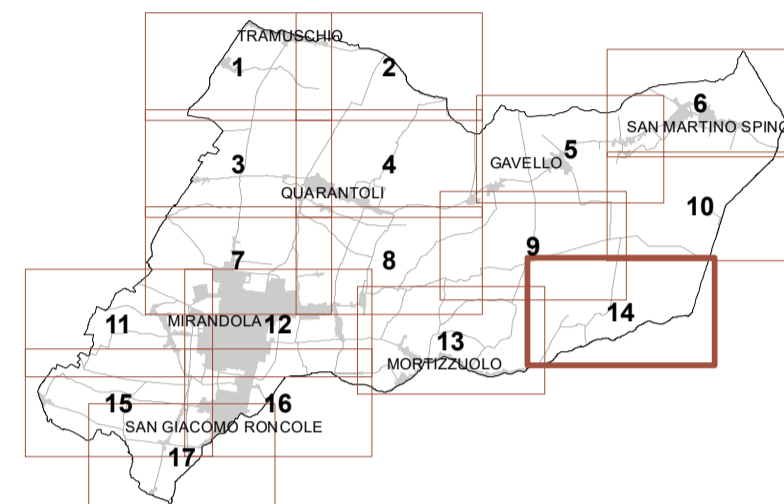 TRAMUSCHIO
1
2
6
SAN MARTINO SPINO
5
GAVELLO
3
4
QUARANTOLI
10
9
7
8
14
11
MIRANDOLA
12
13
MORTIZZUOLO
15
16
SAN GIACOMO RONCOLE
17